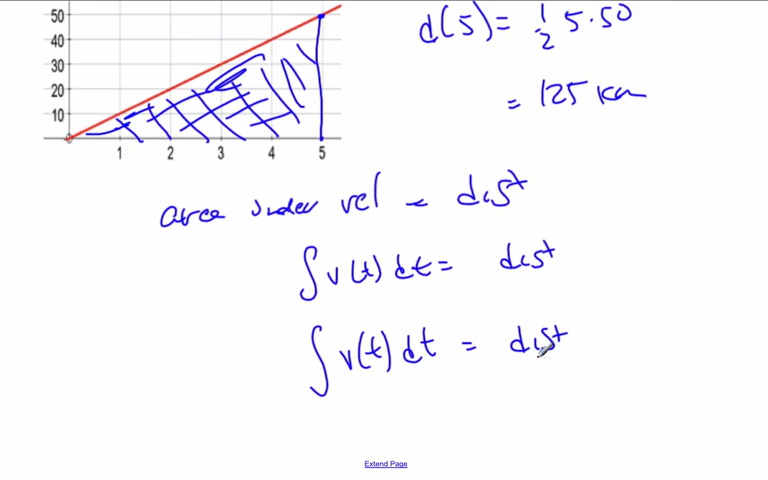 50
40
30
20
10
1 2 3 4 5
d(5) = 1/2 5.50
= 125 km
area under vel = dist
∫v(t) dt = dist
∫v(t) dt = dist
Extend Page